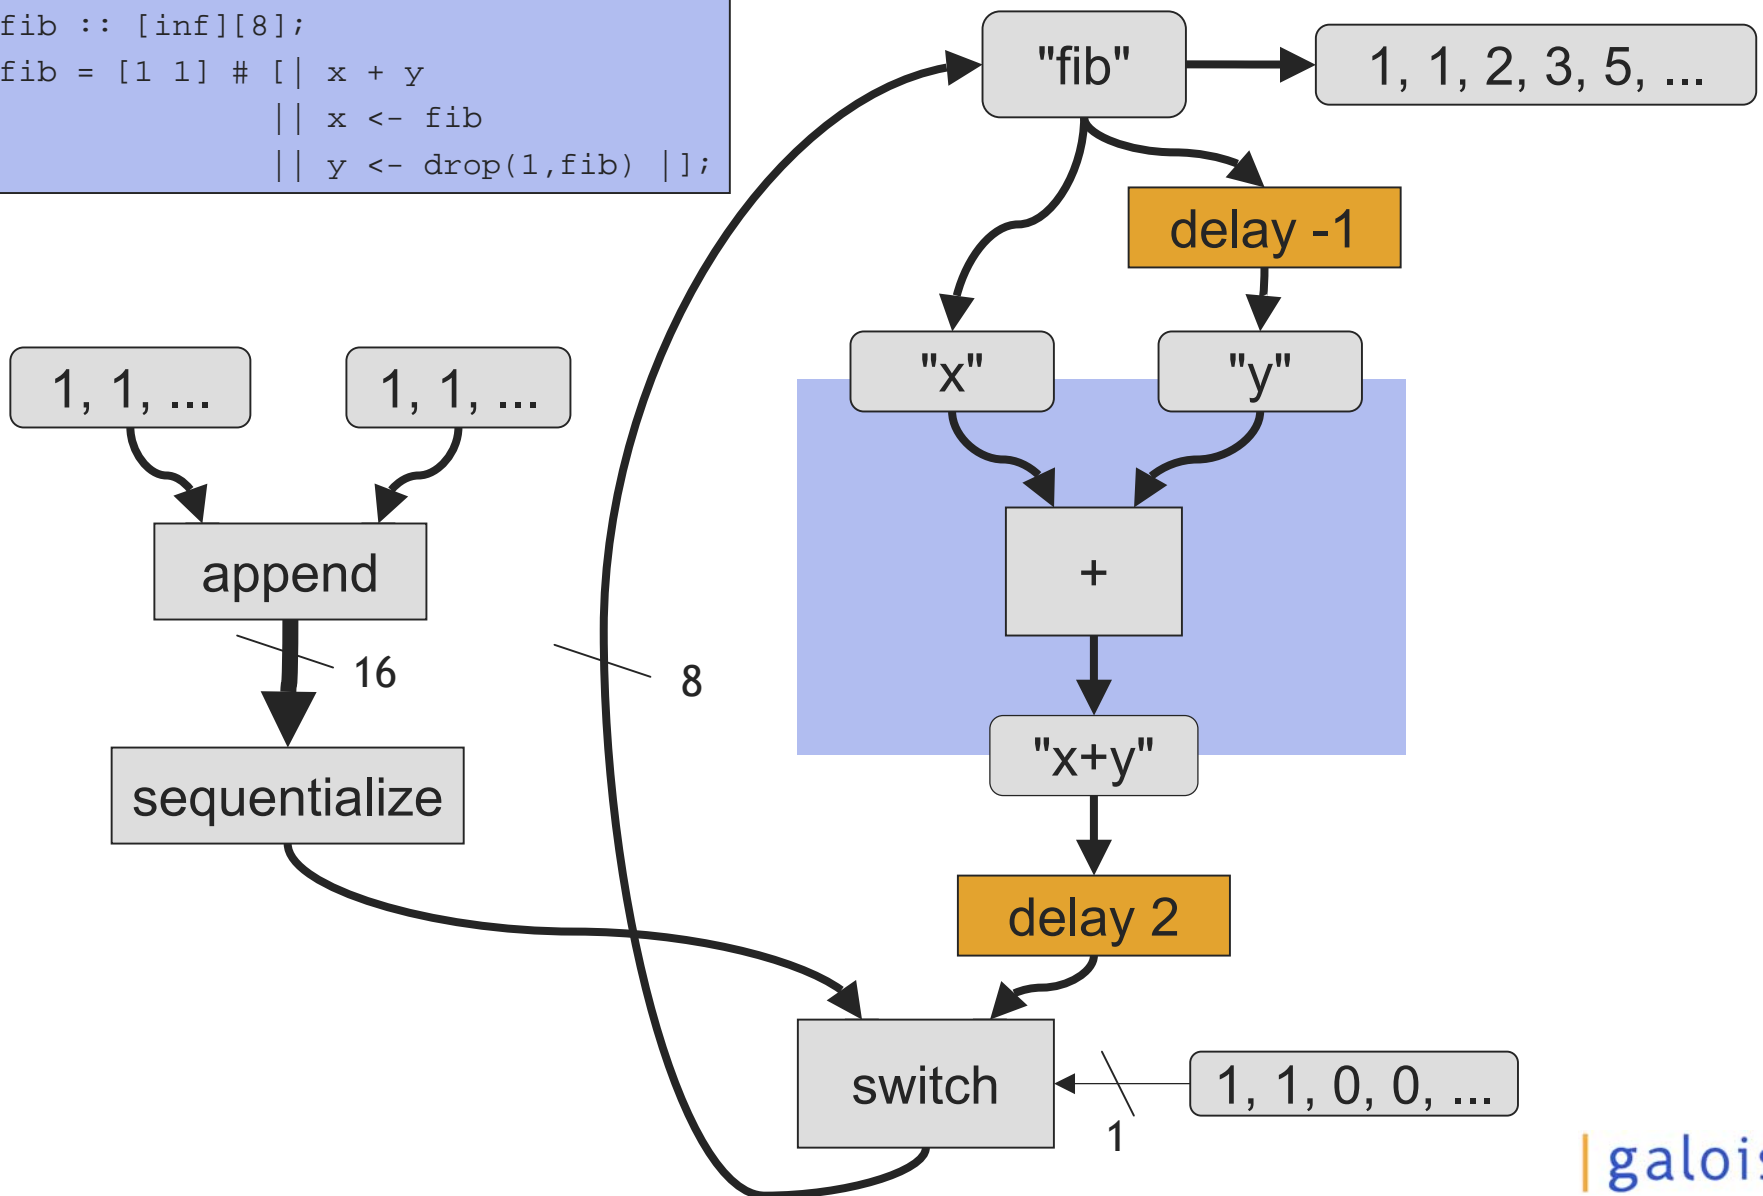 fib :: [inf][8];
fib = [1 1] # [| x + y
|| x <- fib
|| y <- drop(1,fib) |];
"fib"
1, 1, 2, 3, 5, ...
delay -1
"x"
"y"
1, 1, ...
1, 1, ...
append
+
16
8
"x+y"
sequentialize
delay 2
switch
1, 1, 0, 0, ...
1
galois